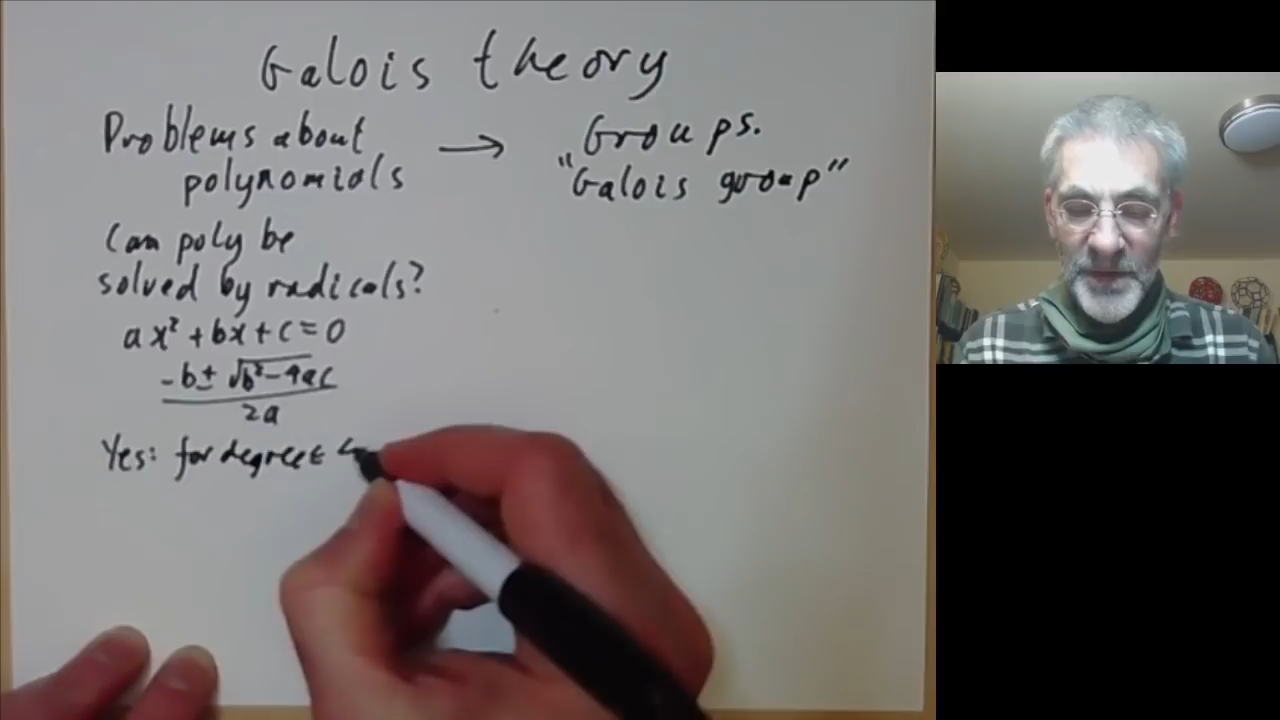 Galois theory
Problems about
polynomials
→
Groups.
"Galois group"
Can poly be
solved by radicals?
ax² + bx + c = 0
-b ± √b² - 4ac
2a
Yes: for degree <